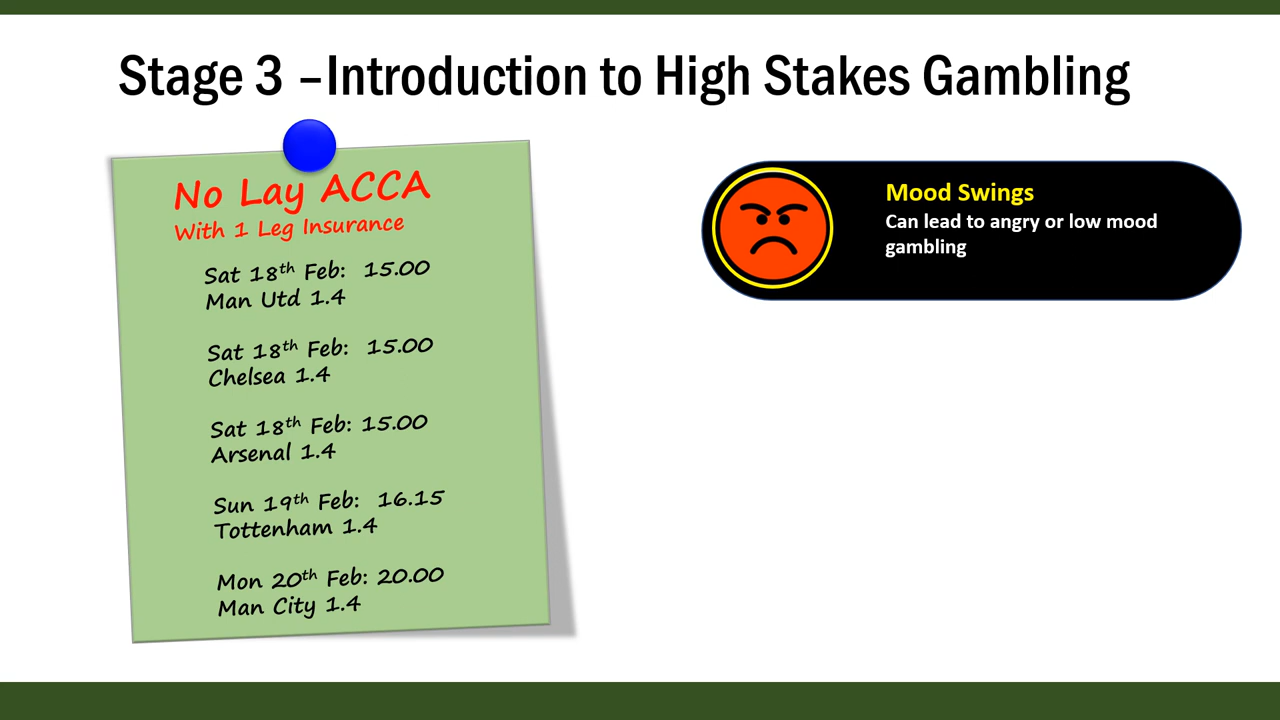 Stage 3 –Introduction to High Stakes Gambling
No Lay ACCA
With 1 Leg Insurance
Sat 18th Feb: 15.00
Man Utd 1.4
Sat 18th Feb: 15.00
Chelsea 1.4
Sat 18th Feb: 15.00
Arsenal 1.4
Sun 19th Feb: 16.15
Tottenham 1.4
Mon 20th Feb: 20.00
Man City 1.4
Mood Swings
Can lead to angry or low mood
gambling